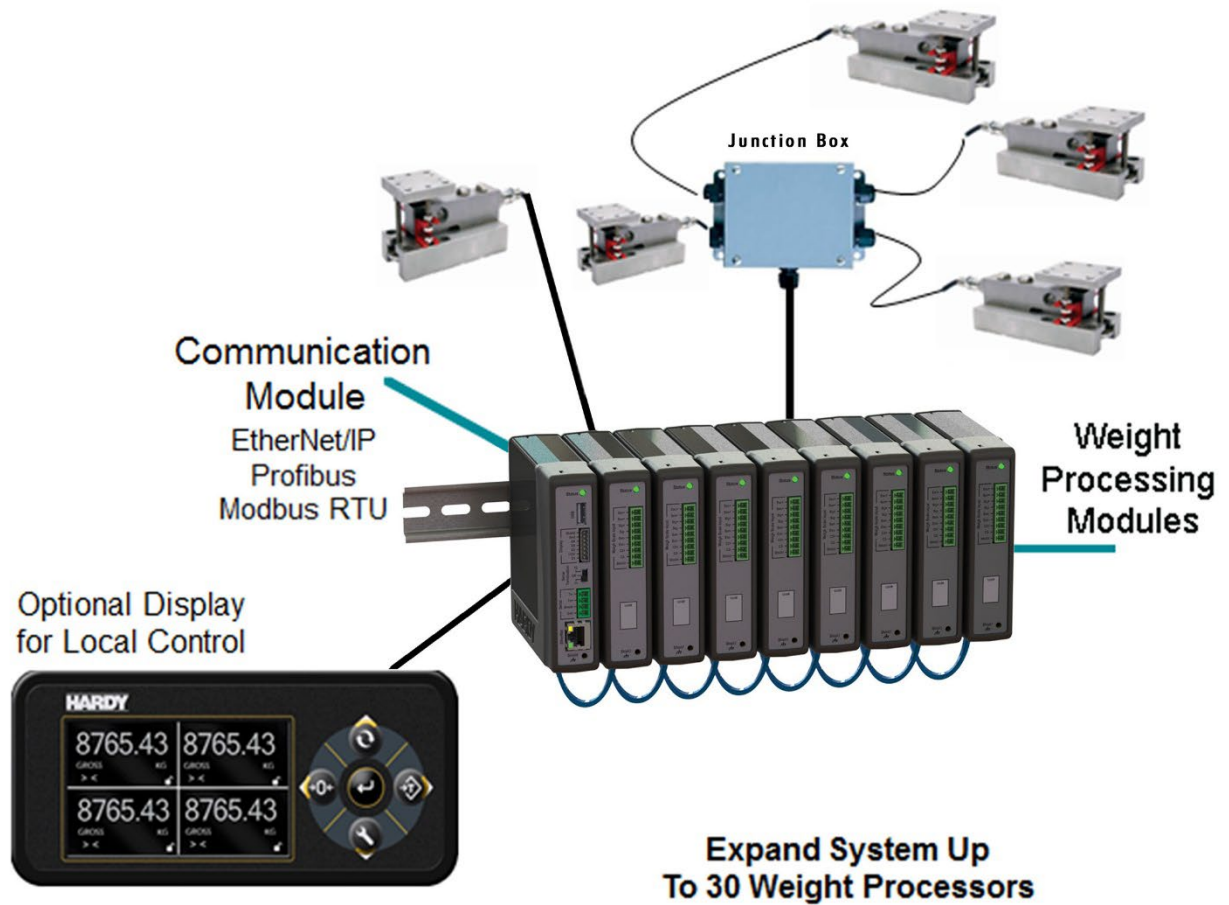 Junction Box
Communication
Module
EtherNet/IP
Profibus
Modbus RTU
Weight
Processing
Modules
Optional Display
for Local Control
HARDY
8765.43 8765.43
GROSS KG GROSS KG
> < > <
8765.43 8765.43
GROSS KG GROSS KG
> < > <
→0←
Expand System Up
To 30 Weight Processors